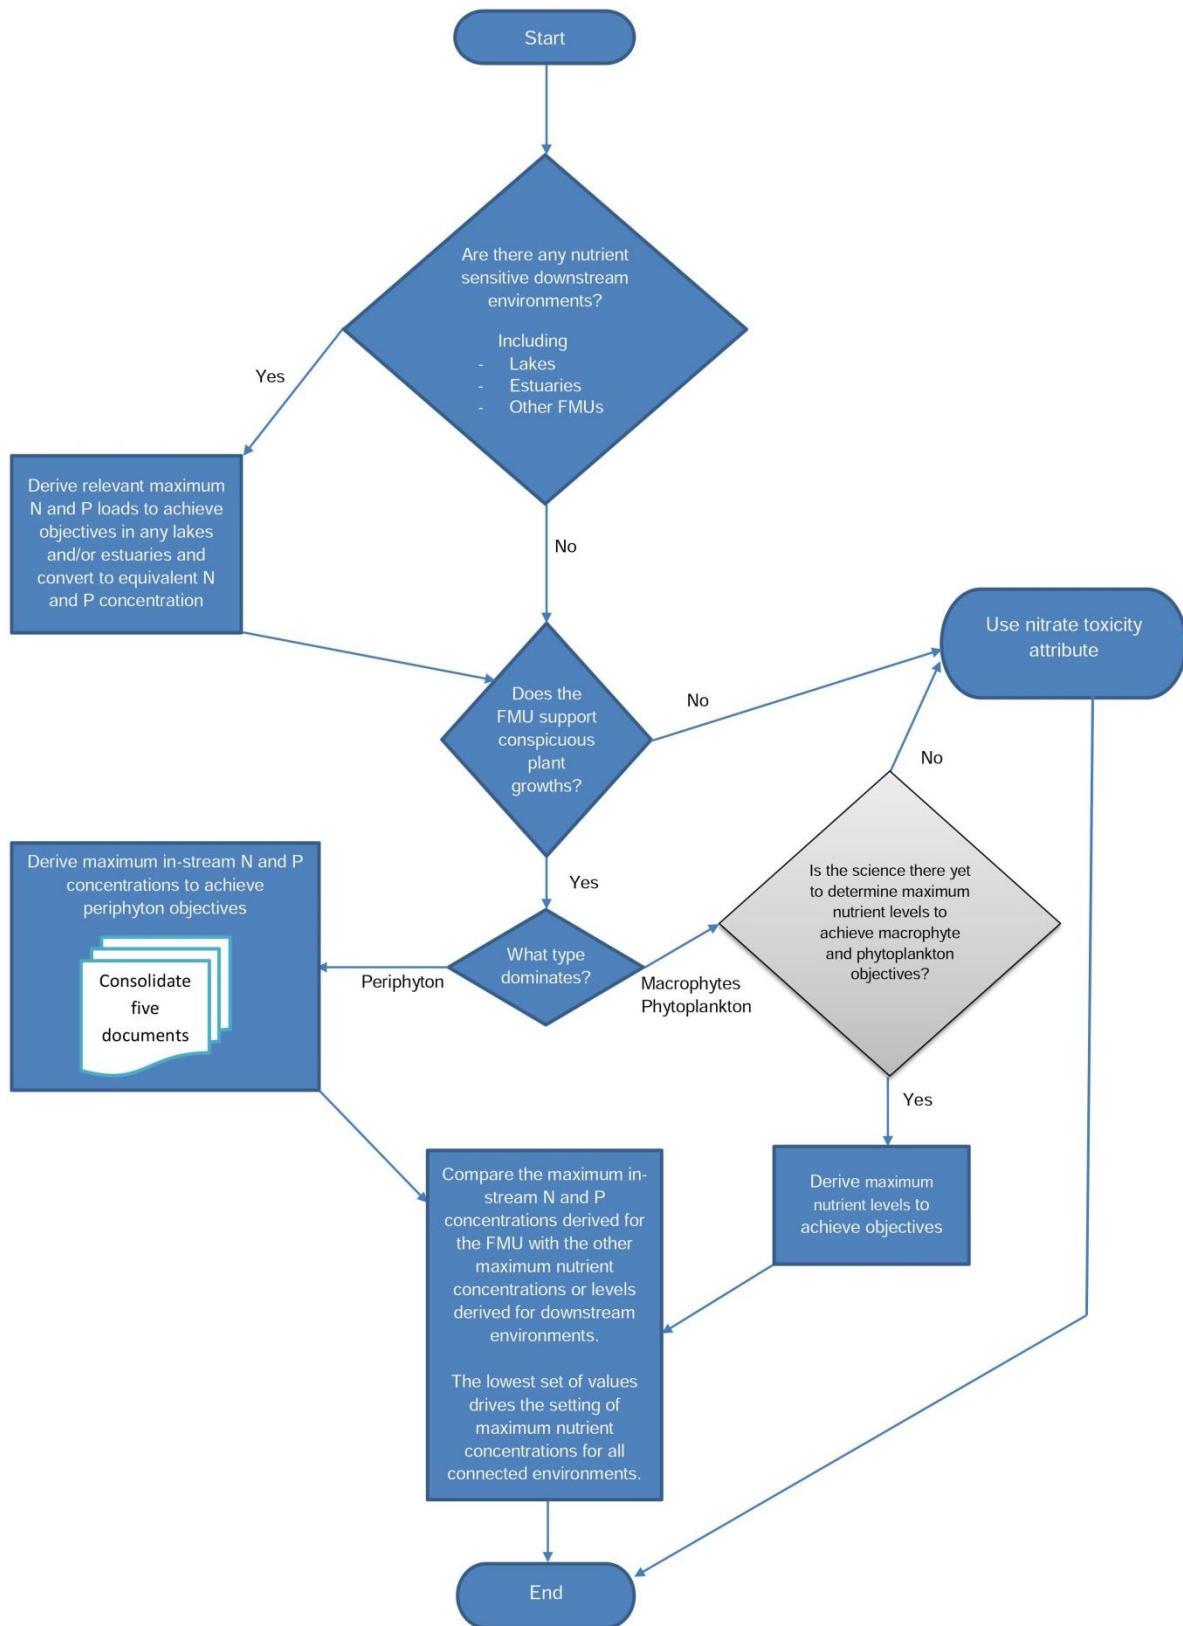 Start
Are there any nutrient
sensitive downstream
environments?
Including
- Lakes
- Estuaries
- Other FMUs
Yes
Derive relevant maximum
N and P loads to achieve
objectives in any lakes
and/or estuaries and
convert to equivalent N
and P concentration
No
Use nitrate toxicity
attribute
Does the
FMU support
conspicuous
plant
growths?
No
No
Derive maximum in-stream N and P
concentrations to achieve
periphyton objectives
Consolidate
five
documents
Yes
What type
dominates?
Periphyton
Macrophytes
Phytoplankton
Is the science there yet
to determine maximum
nutrient levels to
achieve macrophyte
and phytoplankton
objectives?
Yes
Derive maximum
nutrient levels to
achieve objectives
Compare the maximum in-
stream N and P
concentrations derived for
the FMU with the other
maximum nutrient
concentrations or levels
derived for downstream
environments.
The lowest set of values
drives the setting of
maximum nutrient
concentrations for all
connected environments.
End